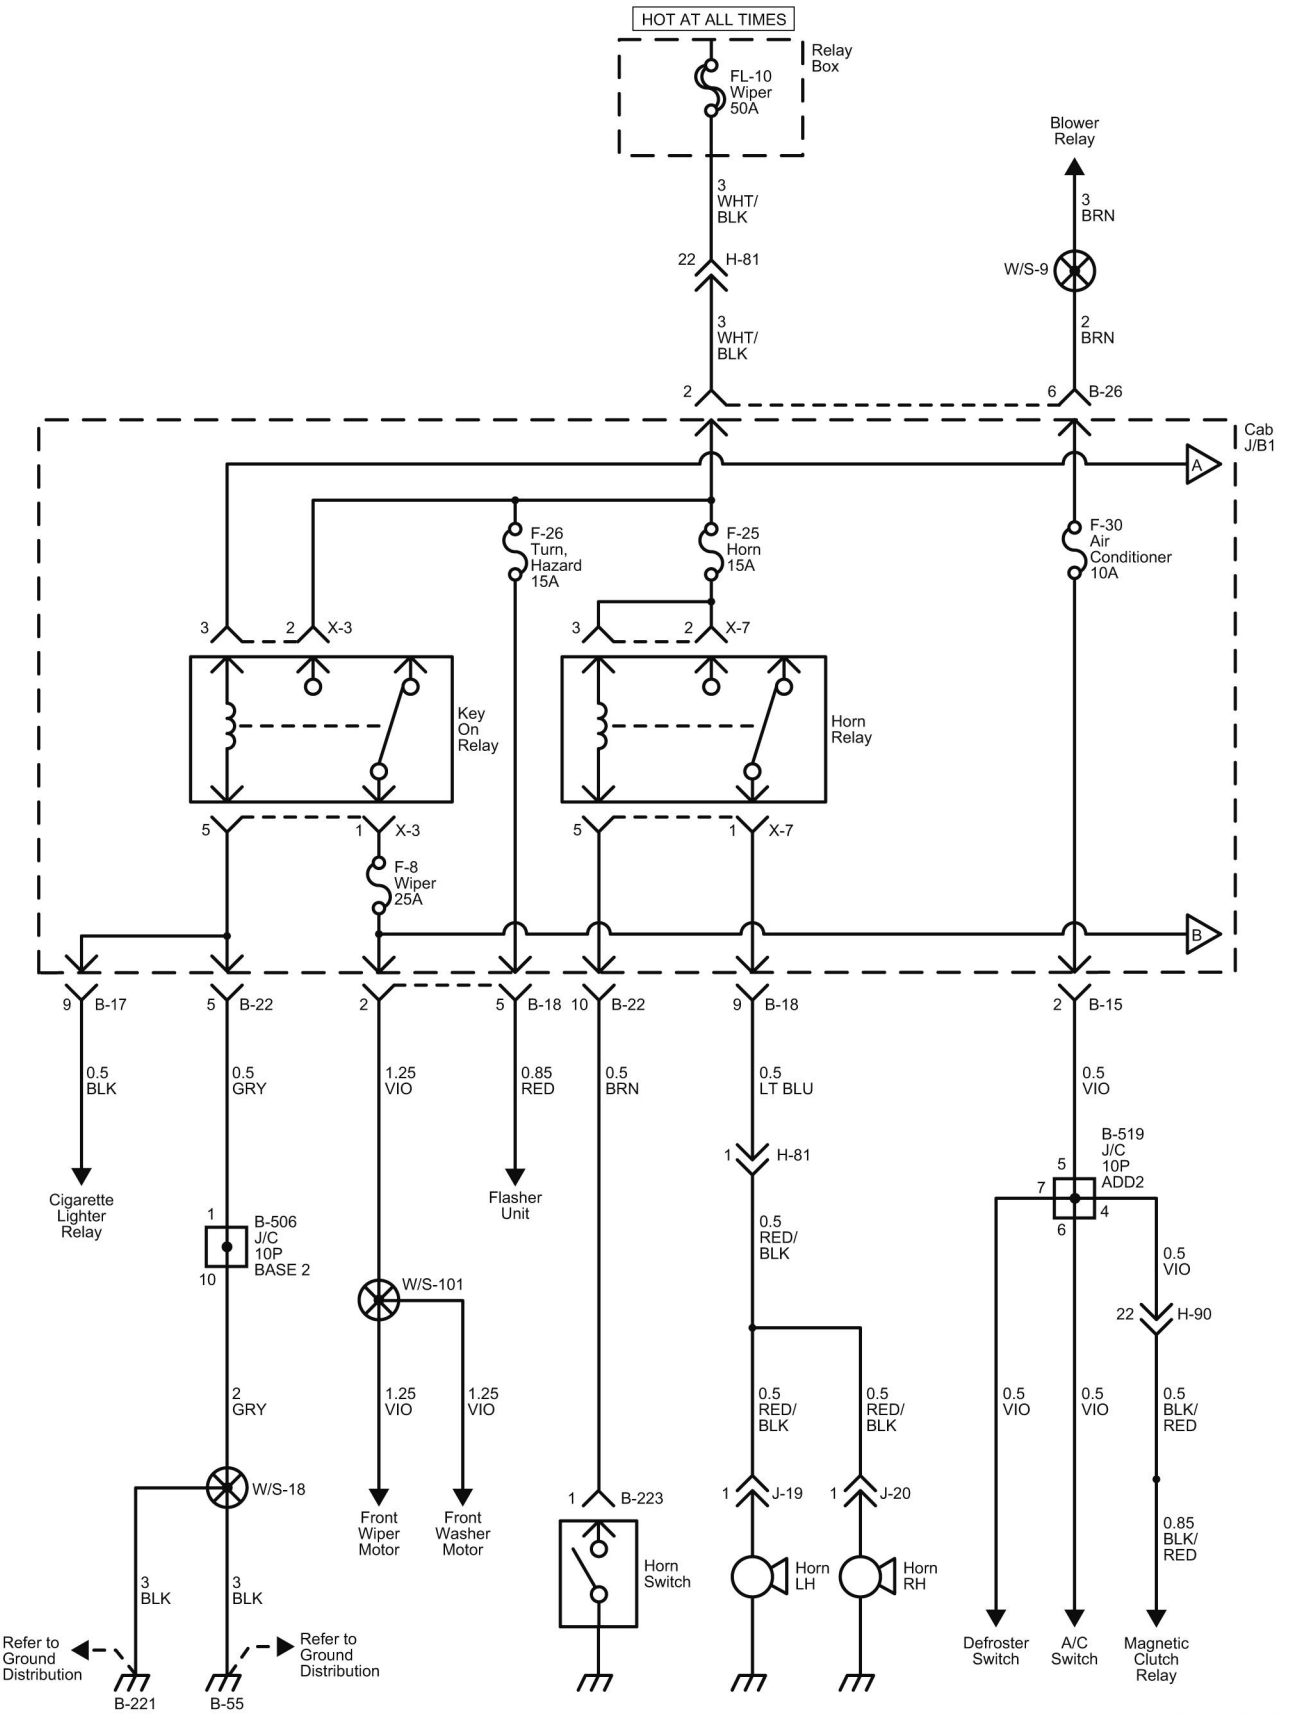 HOT AT ALL TIMES
Relay
Box
FL-10
Wiper
50A
Blower
Relay
3
WHT/
BLK
3
BRN
22
H-81
W/S-9
3
WHT/
BLK
2
BRN
2
6
B-26
Cab
J/B1
A
F-26
Turn,
Hazard
15A
F-25
Horn
15A
F-30
Air
Conditioner
10A
3
2
X-3
3
2
X-7
Key
On
Relay
Horn
Relay
5
1
X-3
5
1
X-7
F-8
Wiper
25A
B
9
B-17
5
B-22
2
5
B-18
10
B-22
9
B-18
2
B-15
0.5
BLK
0.5
GRY
1.25
VIO
0.85
RED
0.5
BRN
0.5
LT BLU
0.5
VIO
1
H-81
B-519
J/C
10P
ADD2
5
7
4
6
Cigarette
Lighter
Relay
Flasher
Unit
1
B-506
J/C
10P
BASE 2
10
0.5
RED/
BLK
0.5
VIO
W/S-101
22
H-90
2
GRY
1.25
VIO
1.25
VIO
0.5
RED/
BLK
0.5
RED/
BLK
0.5
VIO
0.5
VIO
0.5
BLK/
RED
W/S-18
1
B-223
1
J-19
1
J-20
Front
Wiper
Motor
Front
Washer
Motor
0.85
BLK/
RED
Horn
Switch
Horn
LH
Horn
RH
3
BLK
3
BLK
Refer to
Ground
Distribution
Refer to
Ground
Distribution
Defroster
Switch
A/C
Switch
Magnetic
Clutch
Relay
B-221
B-55